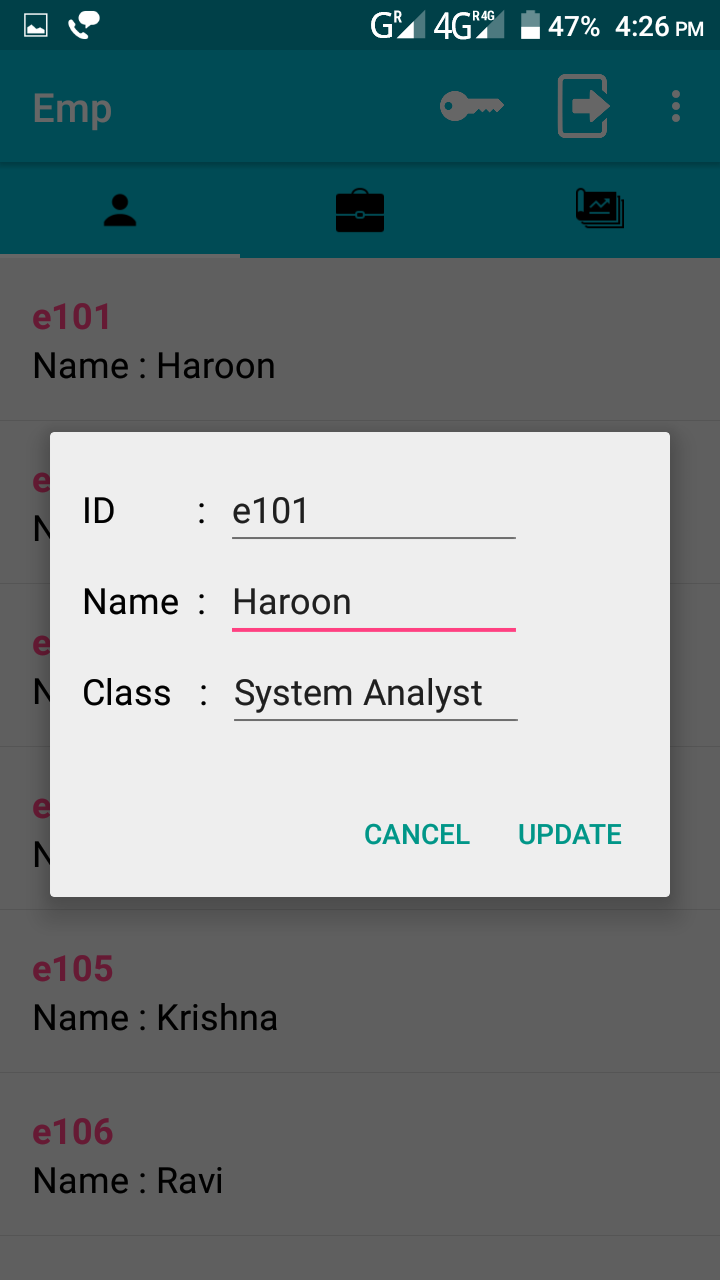 G R 4G R 4G 47% 4:26 PM
Emp
e101
Name : Haroon
ID : e101
Name : Haroon
Class : System Analyst
CANCEL UPDATE
e105
Name : Krishna
e106
Name : Ravi